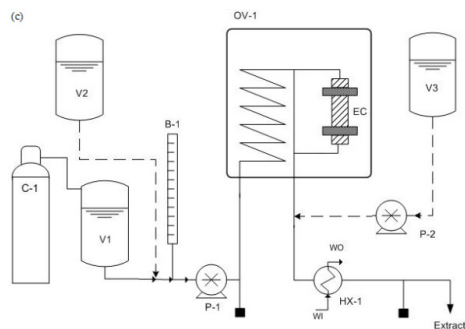 (c)
OV-1
V2
V3
B-1
EC
C-1
V1
P-2
WO
P-1
HX-1
WI
Extract